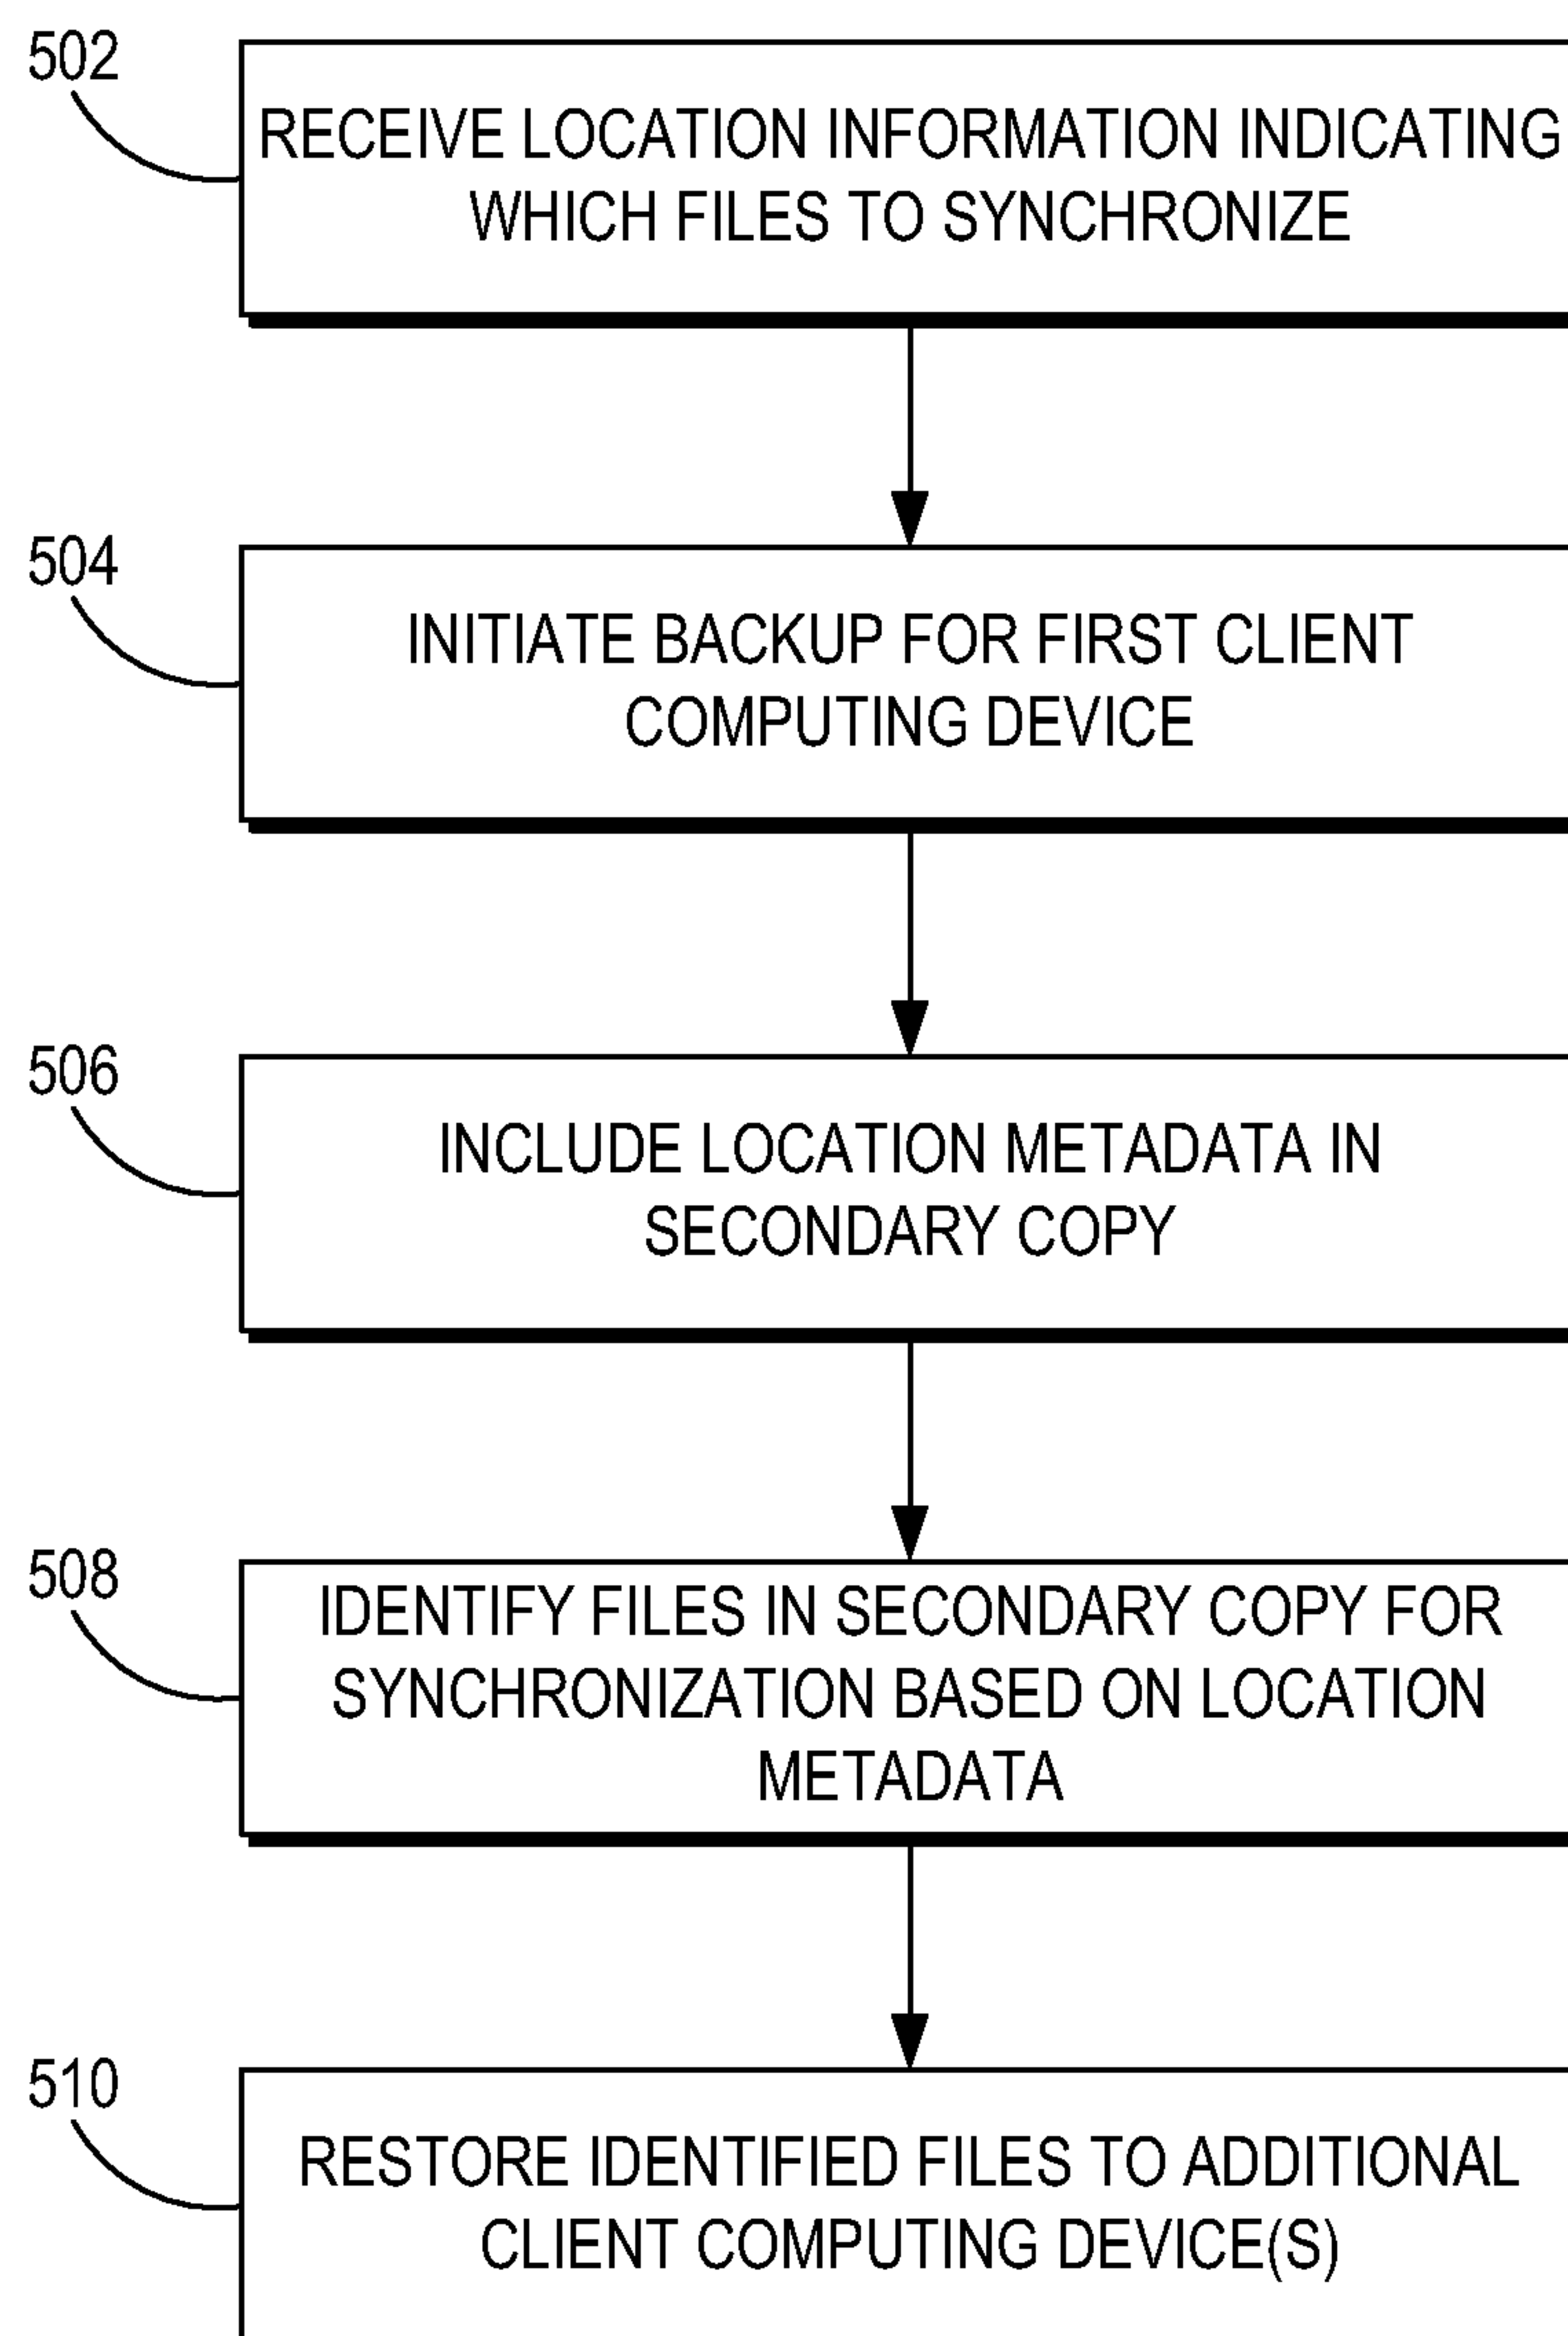 502
RECEIVE LOCATION INFORMATION INDICATING
WHICH FILES TO SYNCHRONIZE
504
INITIATE BACKUP FOR FIRST CLIENT
COMPUTING DEVICE
506
INCLUDE LOCATION METADATA IN
SECONDARY COPY
508
IDENTIFY FILES IN SECONDARY COPY FOR
SYNCHRONIZATION BASED ON LOCATION
METADATA
510
RESTORE IDENTIFIED FILES TO ADDITIONAL
CLIENT COMPUTING DEVICE(S)